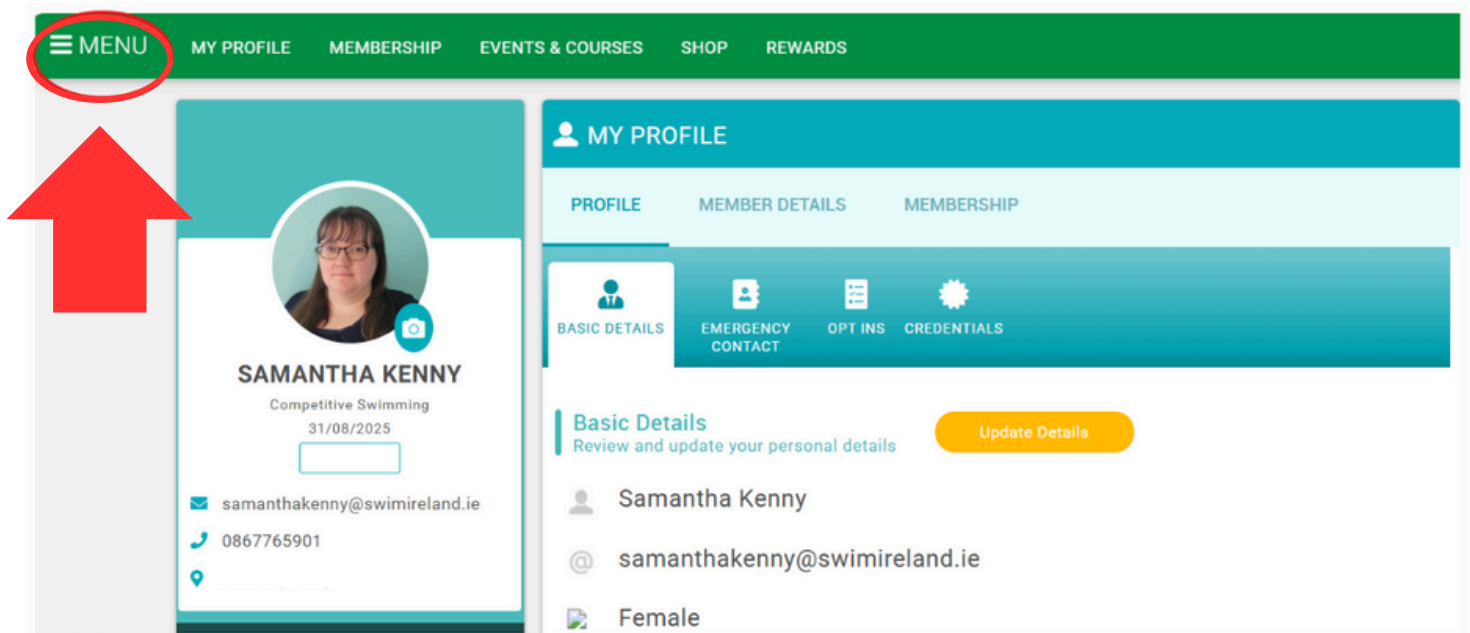 MENU MY PROFILE MEMBERSHIP EVENTS & COURSES SHOP REWARDS
SAMANTHA KENNY
Competitive Swimming
31/08/2025
samanthakenny@swimireland.ie
0867765901
MY PROFILE
PROFILE MEMBER DETAILS MEMBERSHIP
BASIC DETAILS
EMERGENCY
CONTACT
OPT INS
CREDENTIALS
Basic Details
Review and update your personal details
Update Details
Samantha Kenny
@ samanthakenny@swimireland.ie
Female